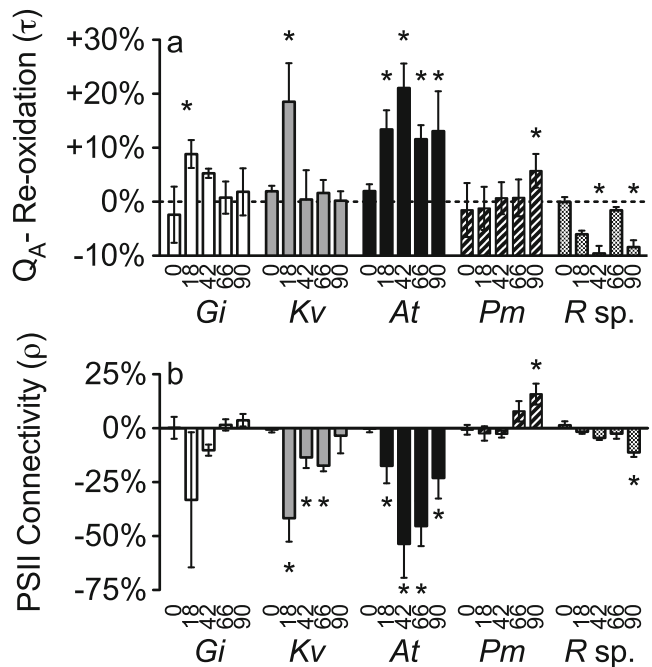 Q_A- Re-oxidation (τ)
a
+30%
+20%
+10%
0%
-10%
* * * * * * * * *
0 18 42 66 90 0 18 42 66 90 0 18 42 66 90 0 18 42 66 90 0 18 42 66 90
Gi Kv At Pm R sp.
PSII Connectivity (ρ)
b
25%
0%
-25%
-50%
-75%
* * * * * * * * *
0 18 42 66 90 0 18 42 66 90 0 18 42 66 90 0 18 42 66 90 0 18 42 66 90
Gi Kv At Pm R sp.